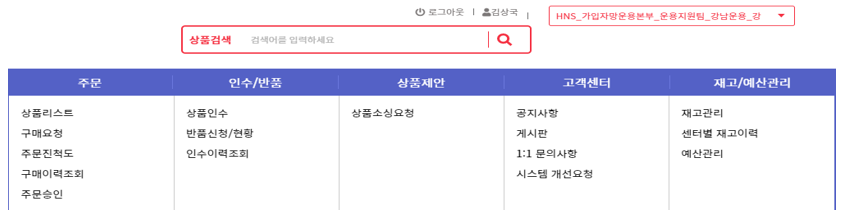 로그아웃 | 김상국 | HNS_가입자망운용본부_운용지원팀_강남운용_강
상품검색 검색어를 입력하세요
주문 인수/반품 상품제안 고객센터 재고/예산관리
상품리스트 상품인수 상품소싱요청 공지사항 재고관리
구매요청 반품신청/현황 게시판 센터별 재고이력
주문진척도 인수이력조회 1:1 문의사항 예산관리
구매이력조회 시스템 개선요청
주문승인